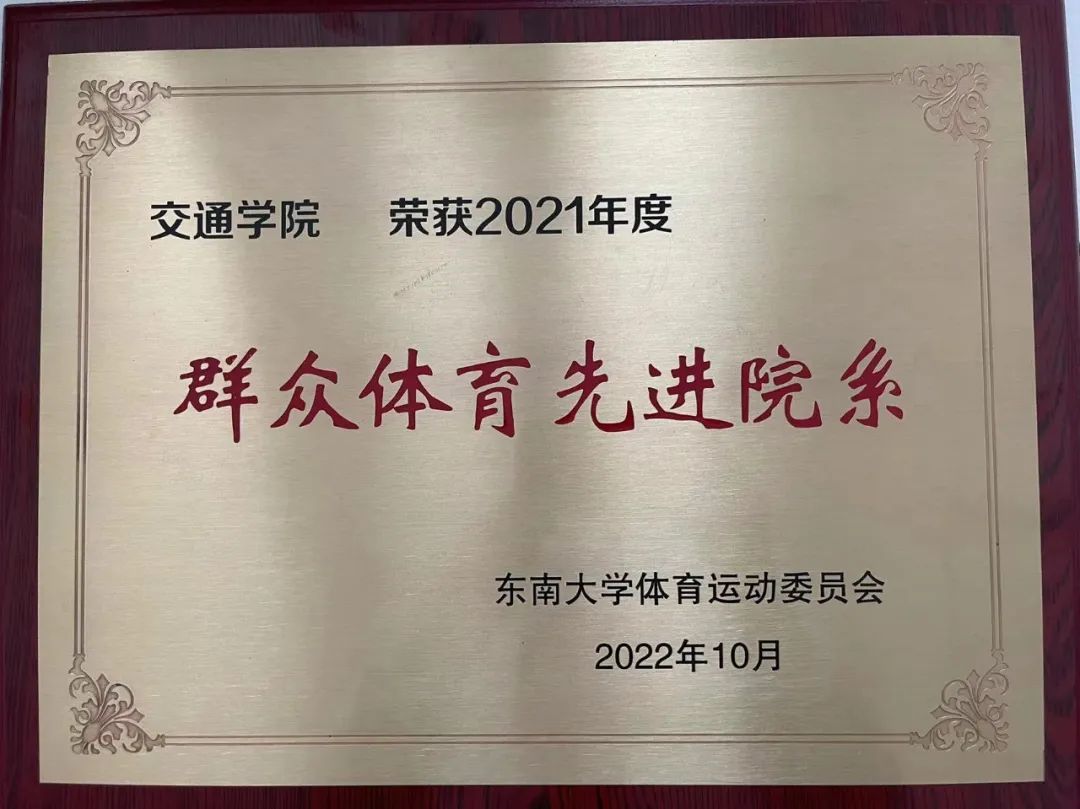 交通学院 荣获2021年度
群众体育先进院系
东南大学体育运动委员会
2022年10月